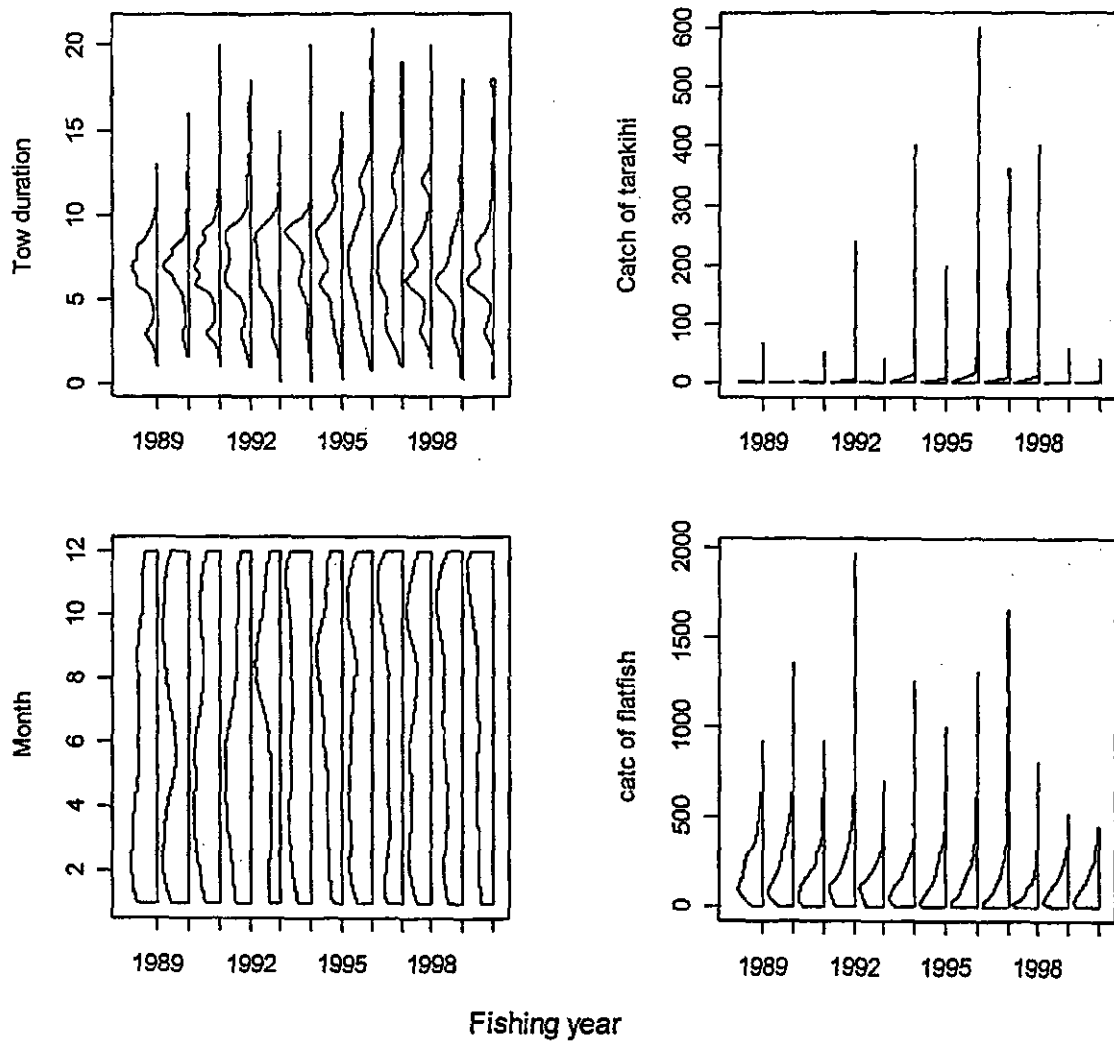 Tow duration
20
15
10
5
0
1989 1992 1995 1998
Catch of tarakihi
600
500
400
300
200
100
0
1989 1992 1995 1998
Month
12
10
8
6
4
2
1989 1992 1995 1998
catc of flatfish
2000
1500
1000
500
0
1989 1992 1995 1998
Fishing year